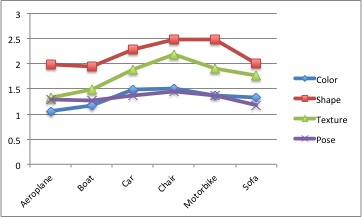 3
2.5
2
1.5
1
0.5
0
Aeroplane
Boat
Car
Chair
Motorbike
Sofa
Color
Shape
Texture
Pose